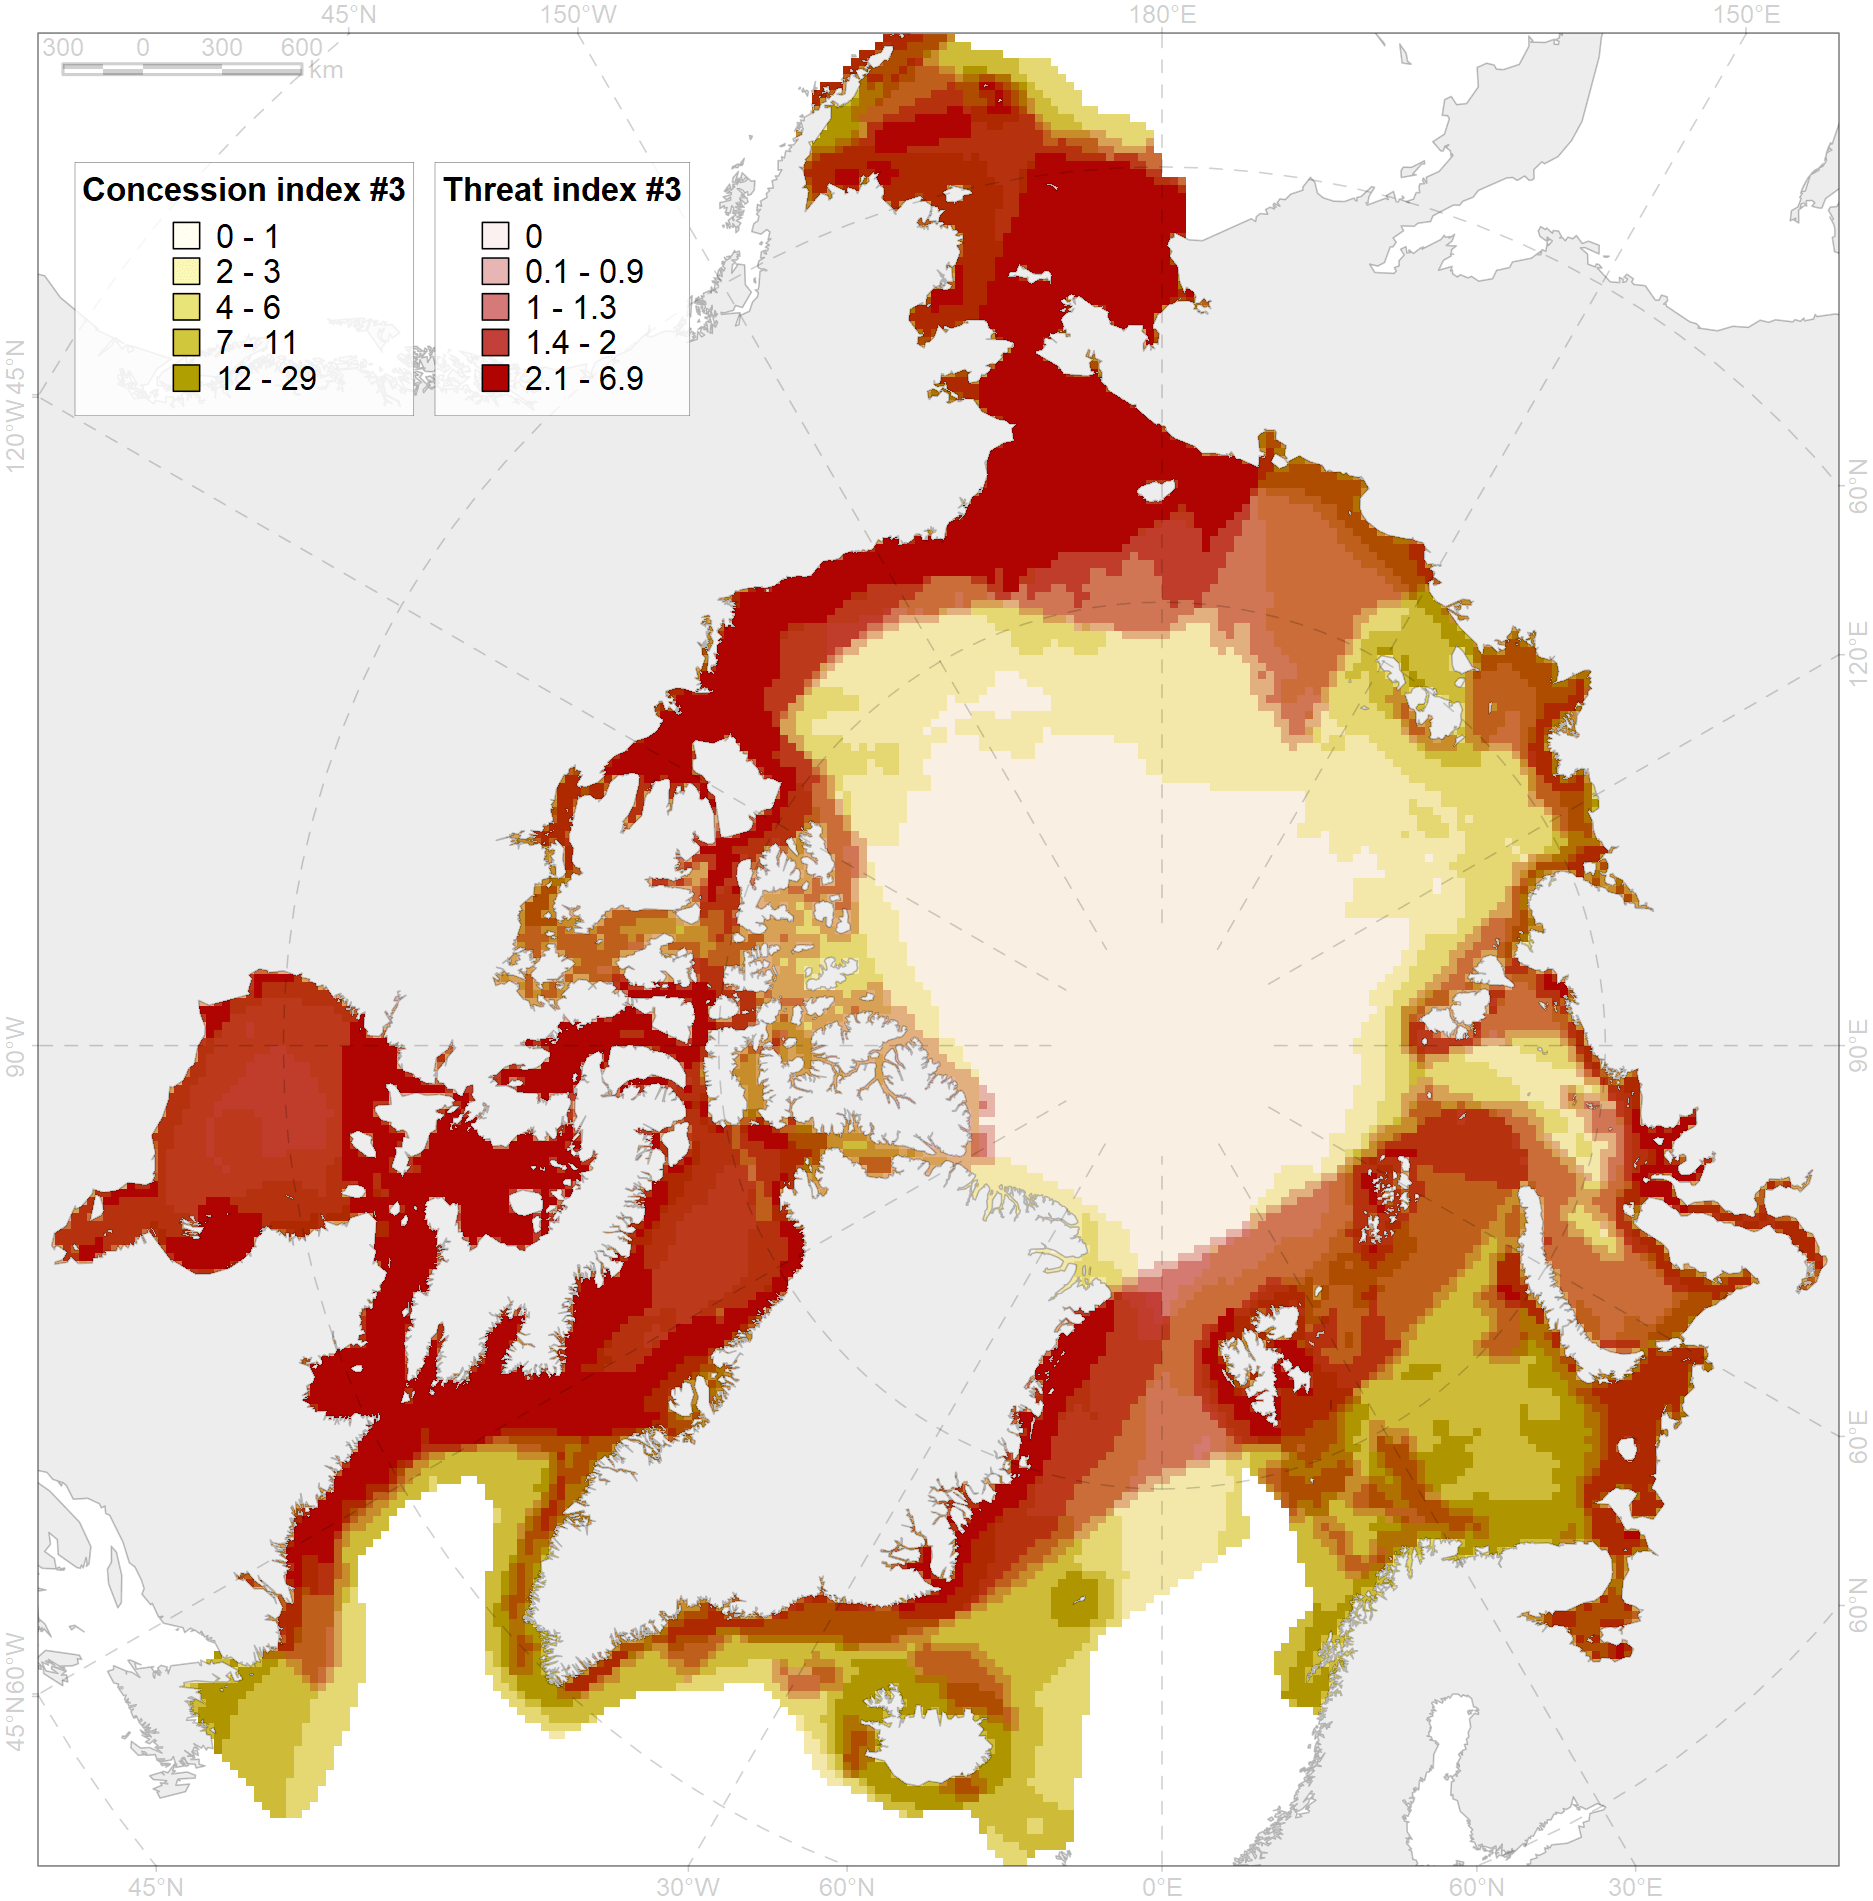 45°N 150°W 180°E 150°E
300 0 300 600 km
Concession index #3
0 - 1
2 - 3
4 - 6
7 - 11
12 - 29
Threat index #3
0
0.1 - 0.9
1 - 1.3
1.4 - 2
2.1 - 6.9
45°N
120°W
90°W
60°W
45°N
60°N
120°E
90°E
60°E
60°N
45°N 30°W 60°N 0°E 60°N 30°E